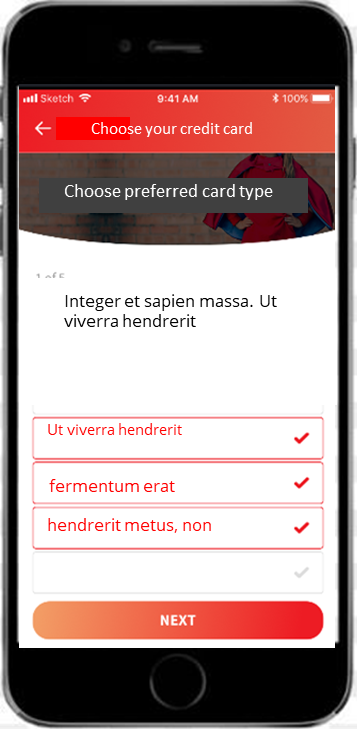 Sketch 9:41 AM 100%
Choose your credit card
Choose preferred card type
1 of 5
Integer et sapien massa. Ut
viverra hendrerit
Ut viverra hendrerit
fermentum erat
hendrerit metus, non
NEXT